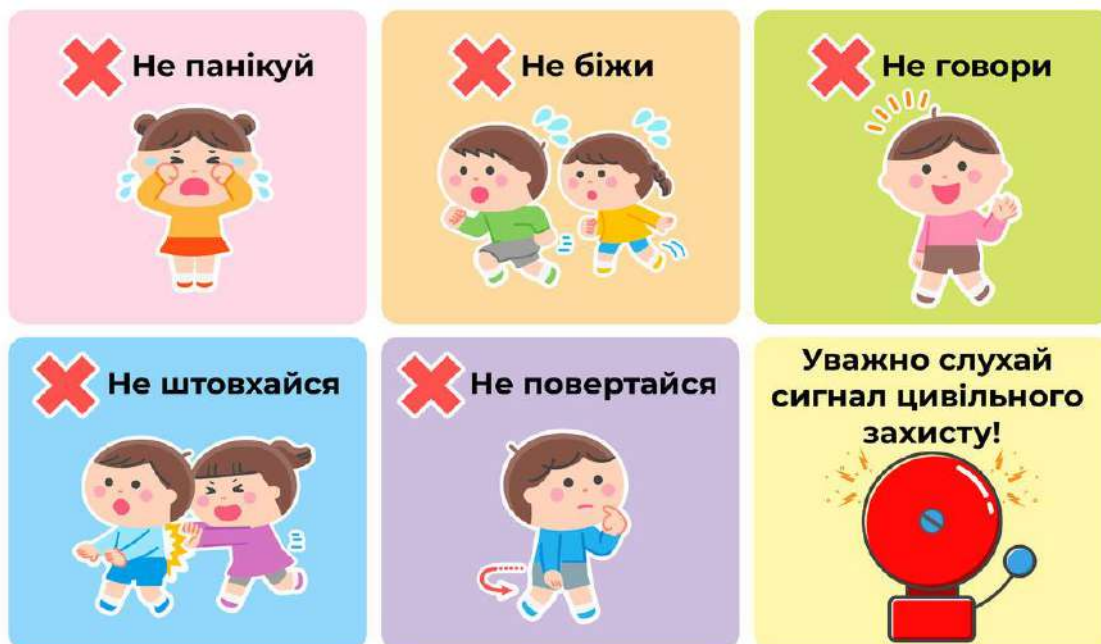 Не панікуй
Не біжи
Не говори
Не штовхайся
Не повертайся
Уважно слухай
сигнал цивільного
захисту!